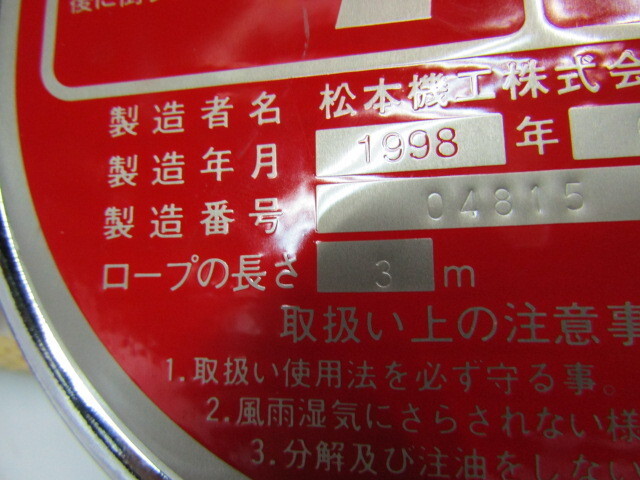 製造者名 松本機工株式会
製造年月 1998 年
製造番号 04815
ロープの長さ 3 m
取扱い上の注意事
1.取扱い使用法を必ず守る事。
2.風雨湿気にさらされない様
3.分解及び注油をしない